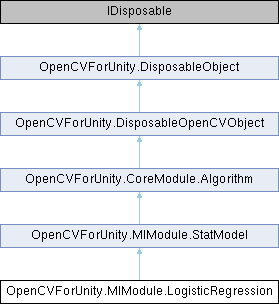 IDisposable
OpenCVForUnity.DisposableObject
OpenCVForUnity.DisposableOpenCVObject
OpenCVForUnity.CoreModule.Algorithm
OpenCVForUnity.MlModule.StatModel
OpenCVForUnity.MlModule.LogisticRegression